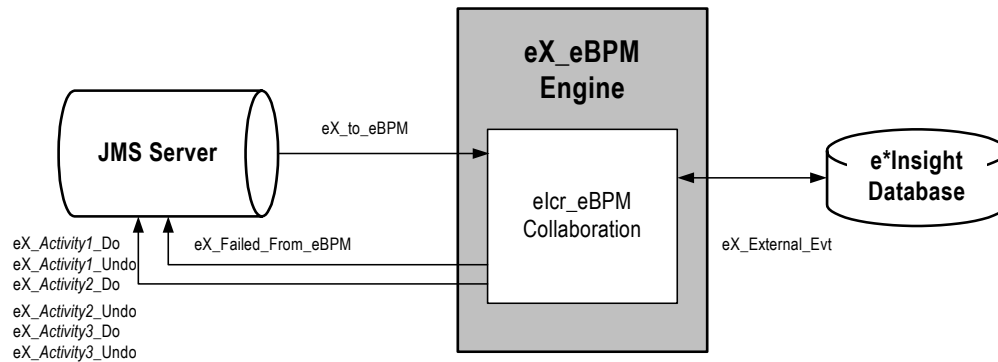 eX_eBPM
Engine
eX_to_eBPM
JMS Server
e*Insight
Database
eIcr_eBPM
Collaboration
eX_Failed_From_eBPM
eX_External_Evt
eX_Activity1_Do
eX_Activity1_Undo
eX_Activity2_Do
eX_Activity2_Undo
eX_Activity3_Do
eX_Activity3_Undo